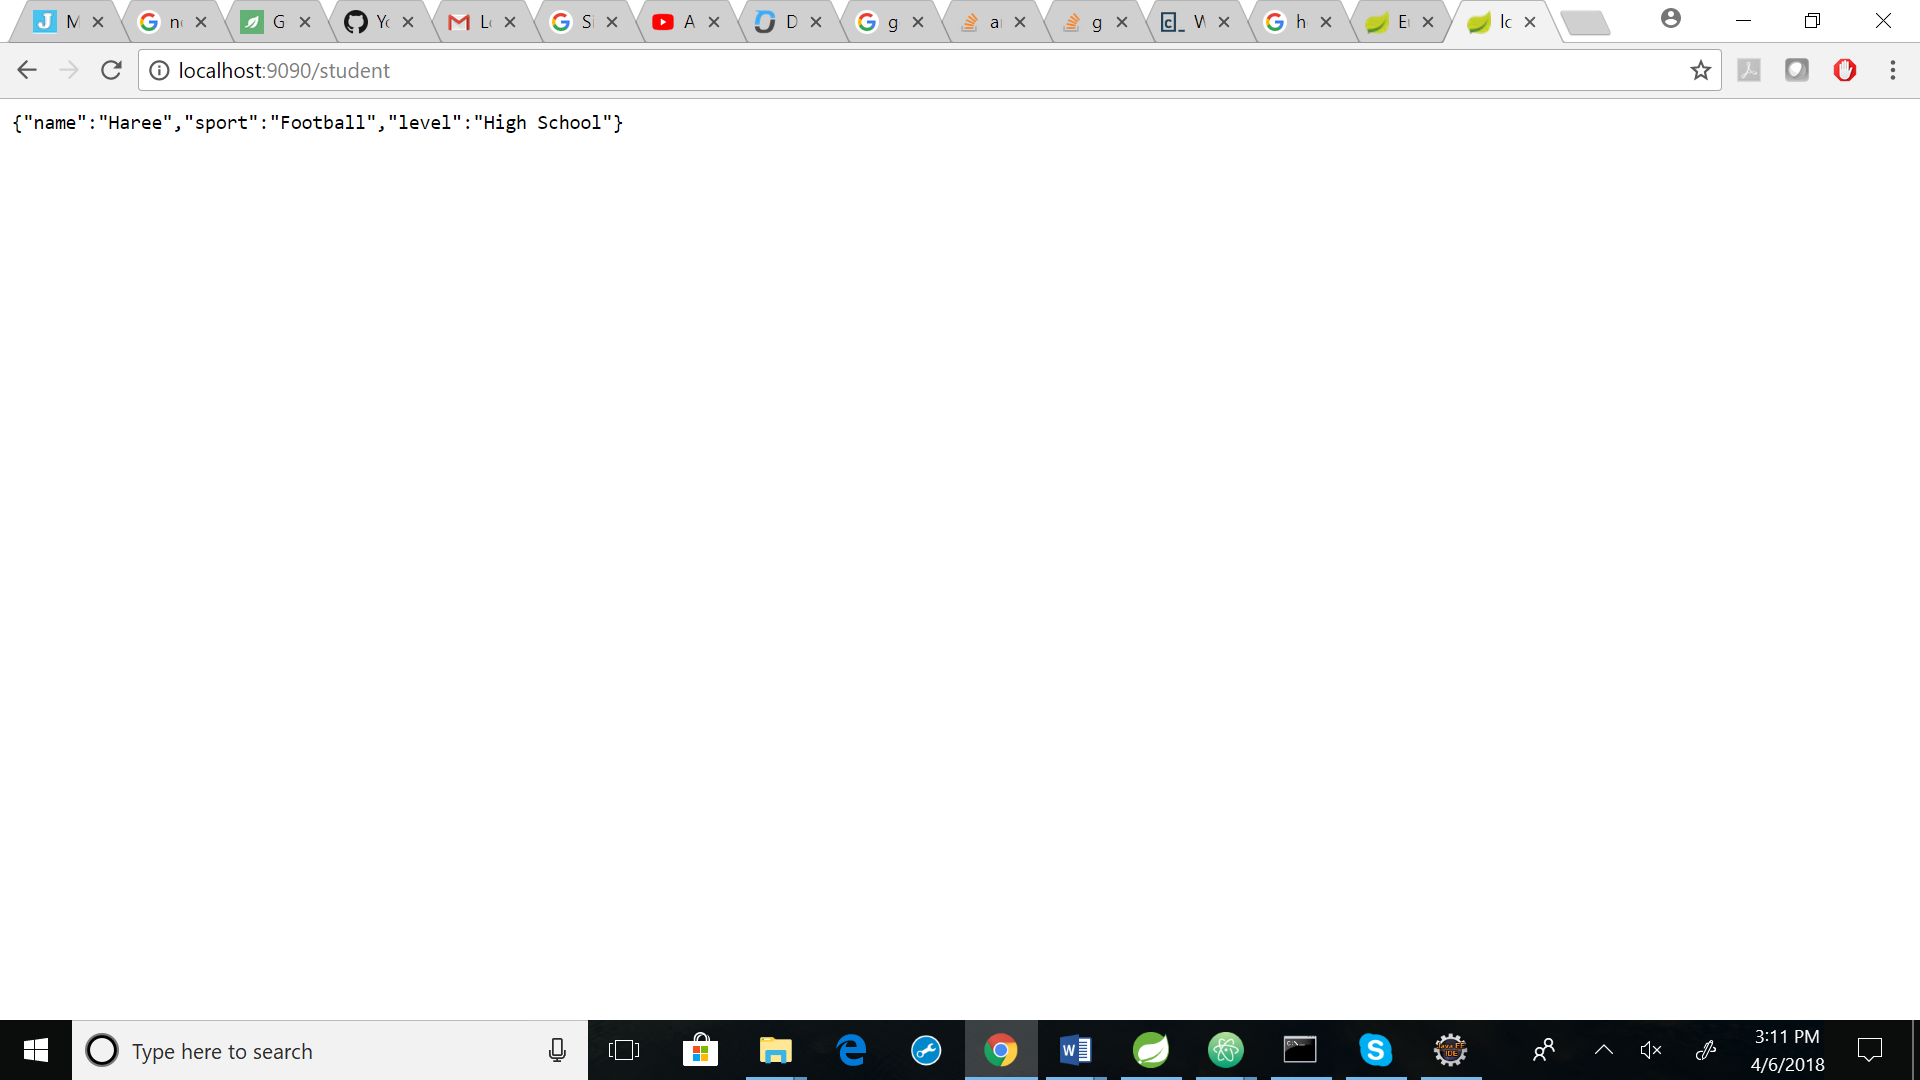 M
G
L
Si
A
D
g
a
g
W
h
localhost:9090/student
{"name":"Haree","sport":"Football","level":"High School"}
Type here to search
3:11 PM
4/6/2018